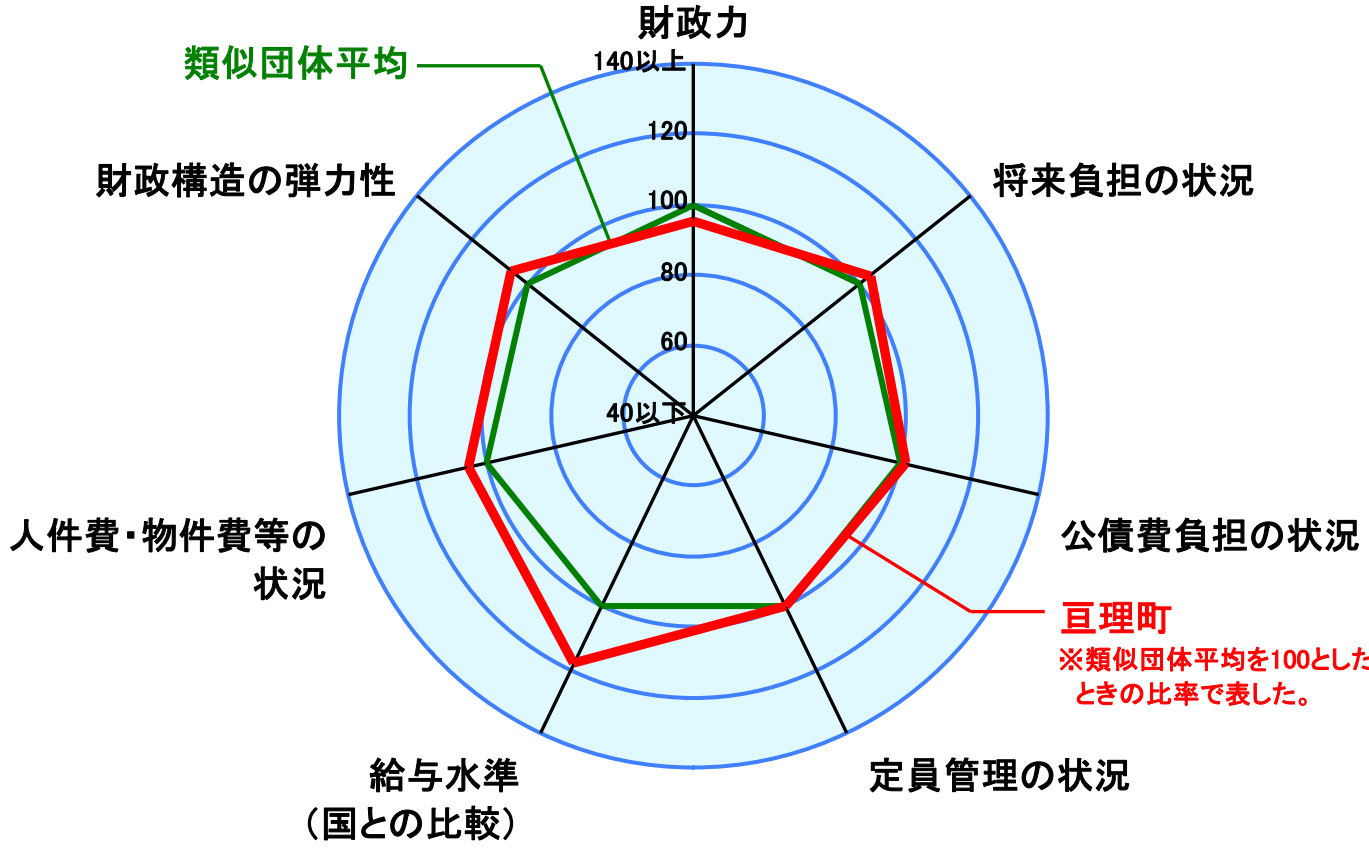 財政力
類似団体平均
140以上
120
100
80
60
40以下
財政構造の弾力性
将来負担の状況
人件費・物件費等の
状況
公債費負担の状況
亘理町
※類似団体平均を100とした
ときの比率で表した。
給与水準
（国との比較）
定員管理の状況